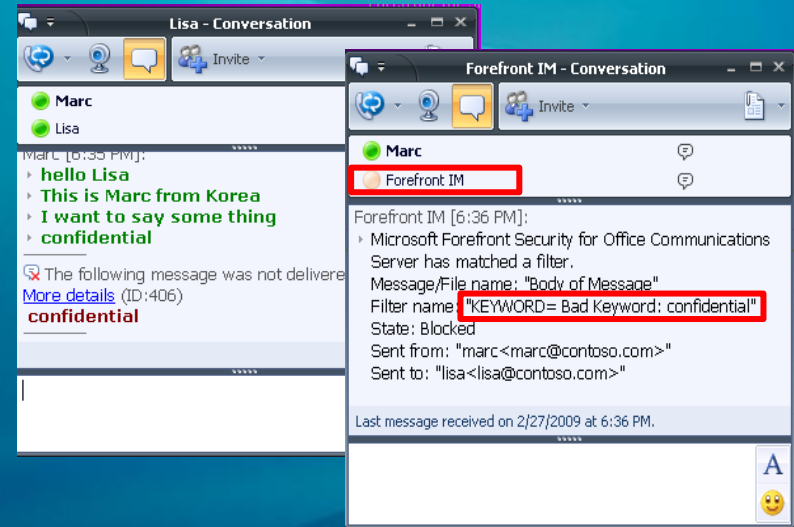 Lisa - Conversation
Invite
Marc
Lisa
Marc [6:35 PM]:
hello Lisa
This is Marc from Korea
I want to say some thing
confidential
The following message was not delivere
More details (ID:406)
confidential
Forefront IM - Conversation
Invite
Marc
Forefront IM
Forefront IM [6:36 PM]:
Microsoft Forefront Security for Office Communications
Server has matched a filter.
Message/File name: "Body of Message"
Filter name: "KEYWORD= Bad Keyword: confidential"
State: Blocked
Sent from: "marc<marc@contoso.com>"
Sent to: "lisa<lisa@contoso.com>"
Last message received on 2/27/2009 at 6:36 PM.
A